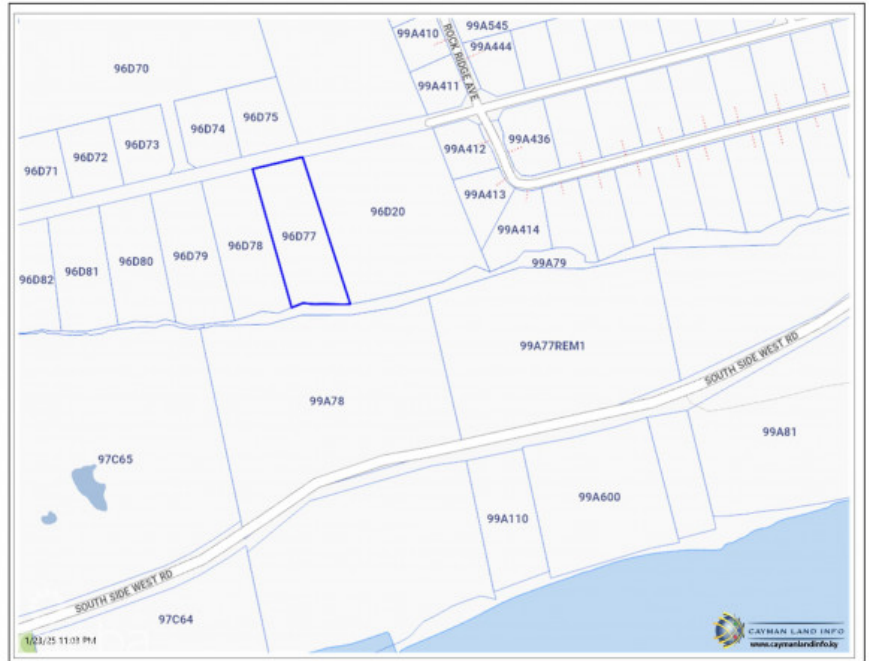 99A410
99A545
99A444
ROCK RIDGE AVE
96D70
99A411
96D75
96D74
96D73
99A436
99A412
96D72
96D71
99A413
96D20
99A414
96D77
96D78
96D79
96D80
99A79
96D81
96D82
99A77REM1
SOUTH SIDE WEST RD
99A78
99A81
97C65
99A600
99A110
SOUTH SIDE WEST RD
97C64
1/23/25 11:03 PM
CAYMAN LAND INFO
www.caymanlandinfo.ky